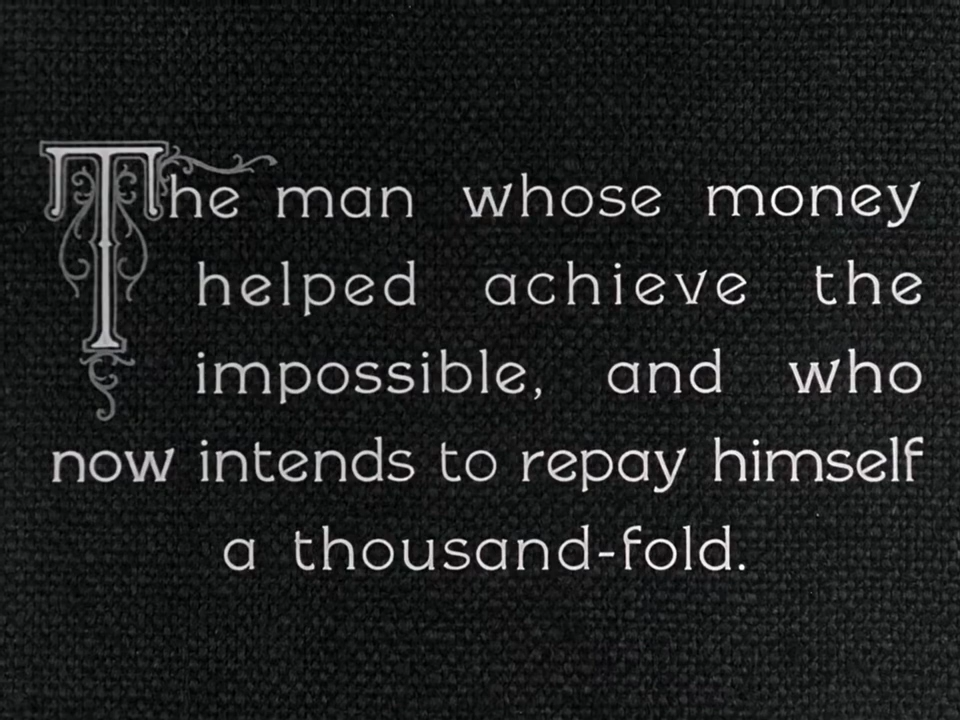 The man whose money
helped achieve the
impossible, and who
now intends to repay himself
a thousand-fold.